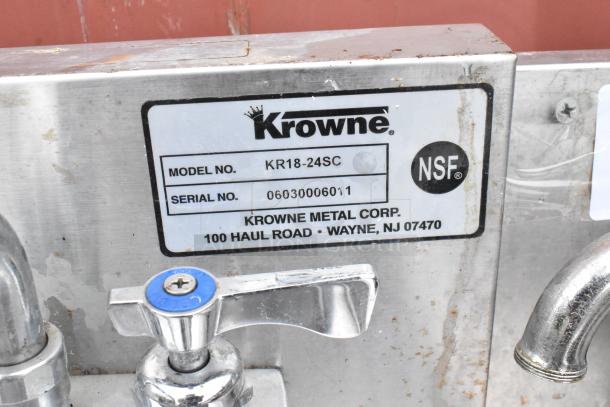 Krowne®
MODEL NO. KR18-24SC
SERIAL NO. 06030006011
NSF®
KROWNE METAL CORP.
100 HAUL ROAD • WAYNE, NJ 07470
C